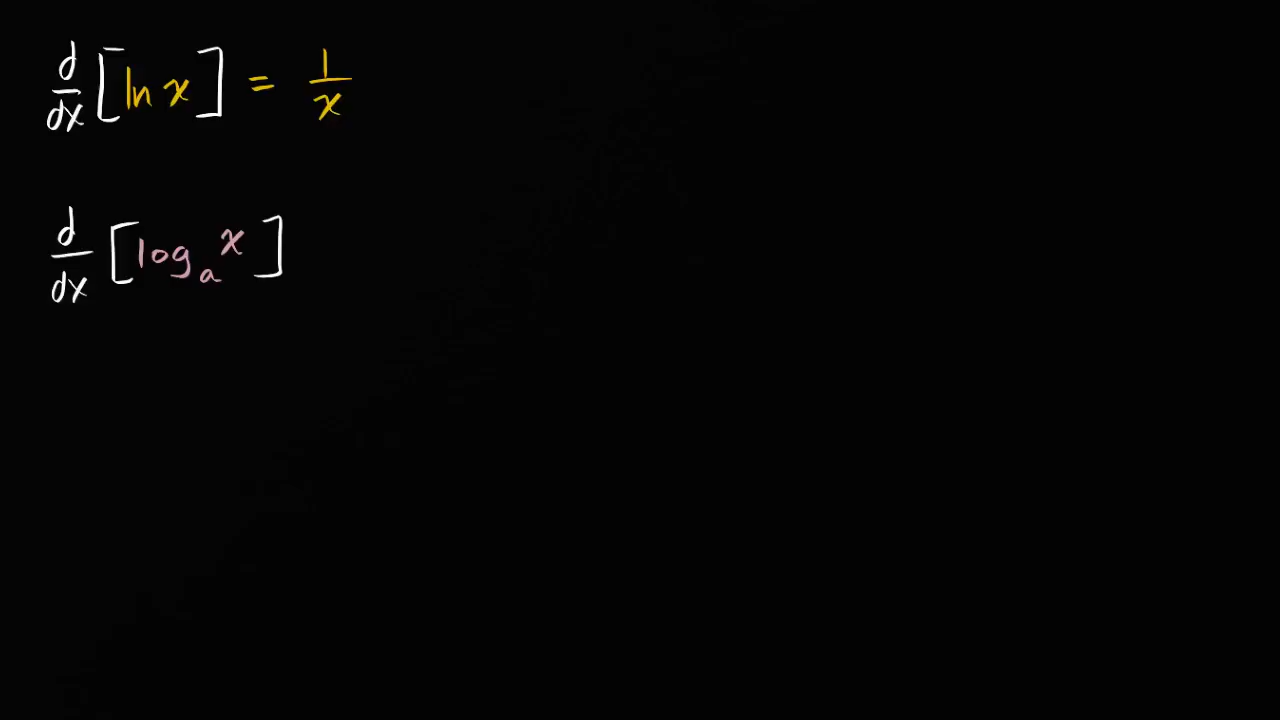 d/dx [ln x] = 1/x
d/dx [log_a x]